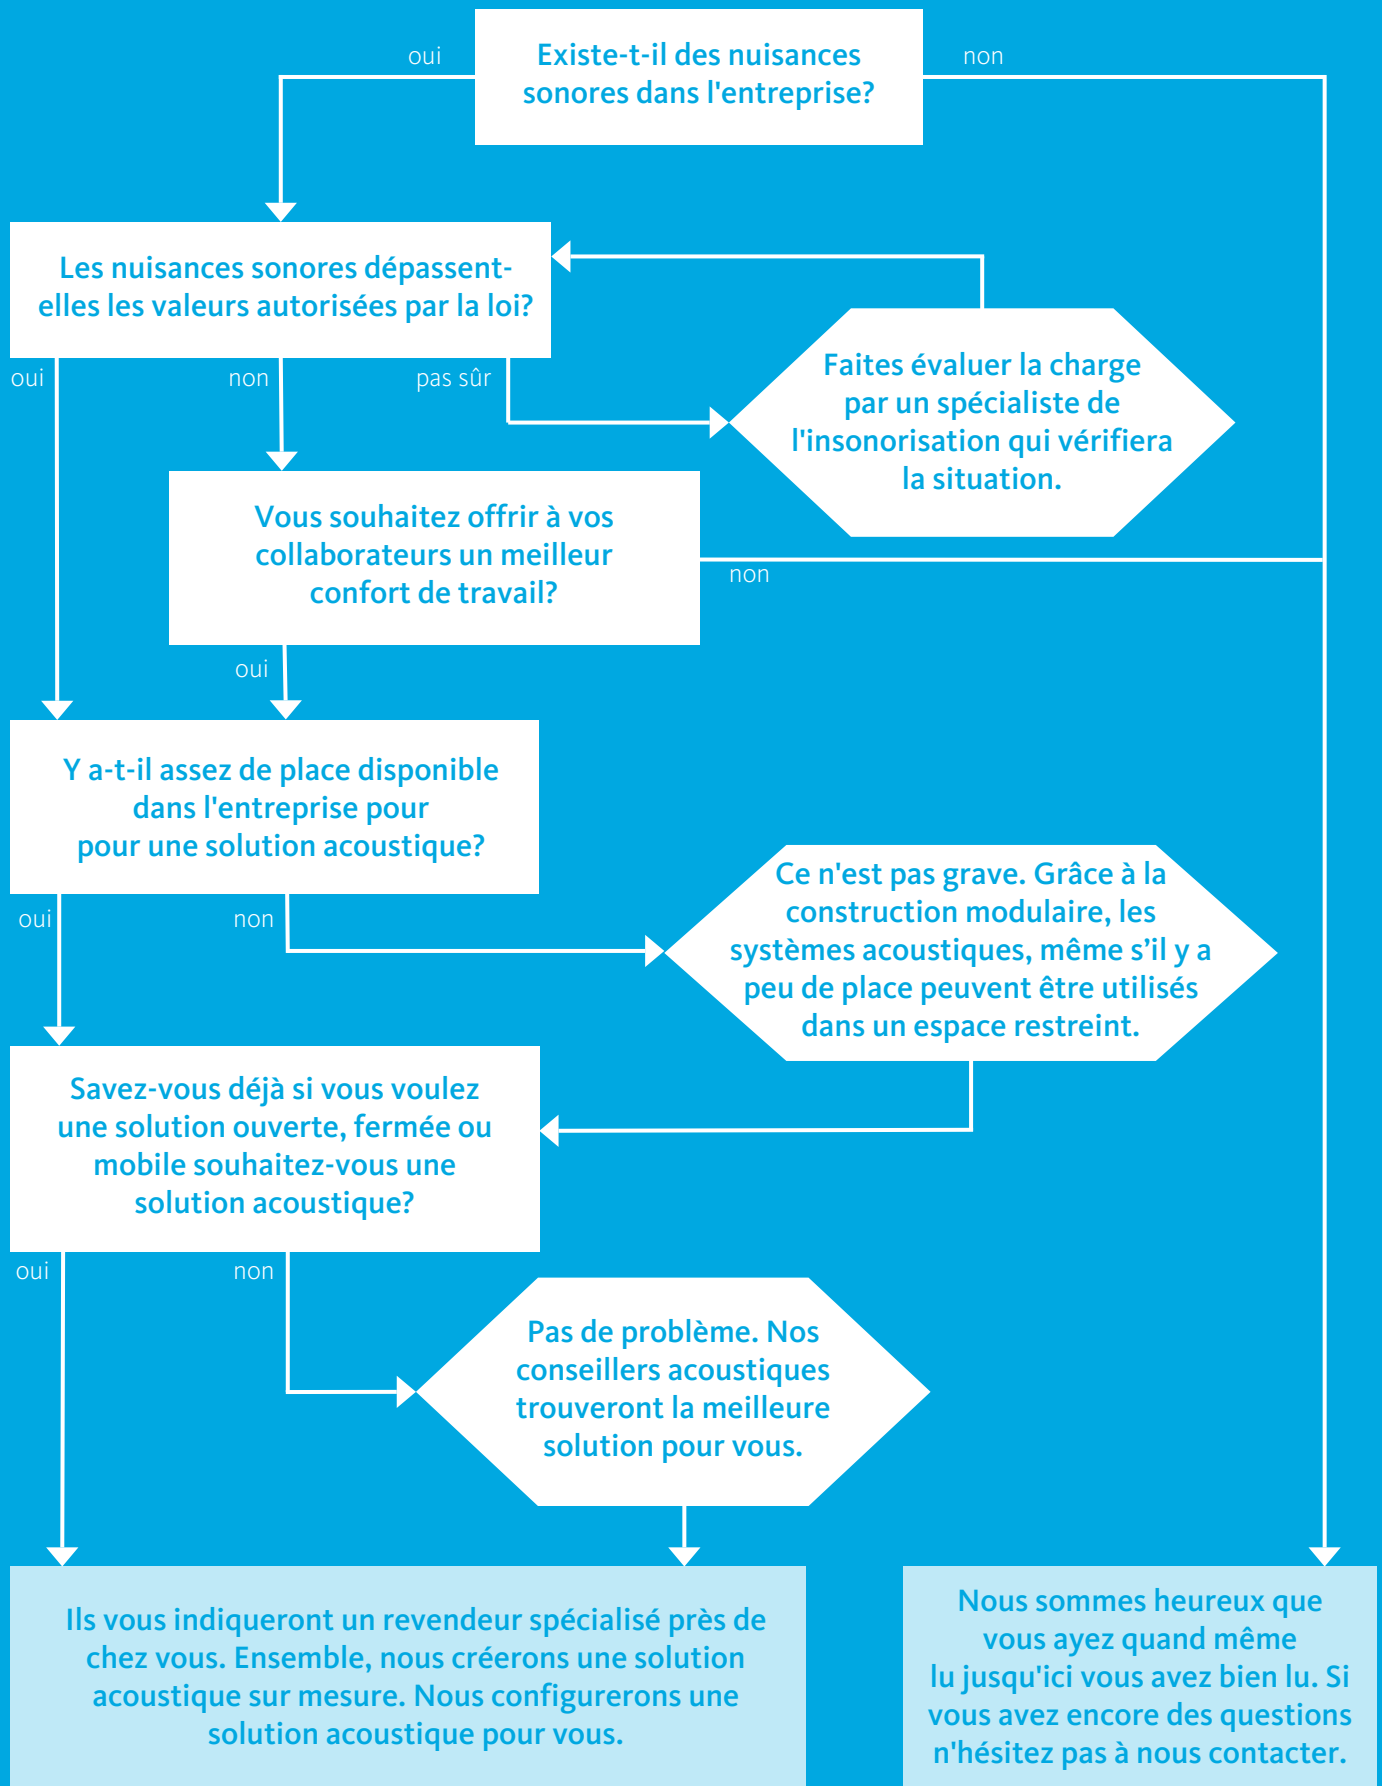 oui
Existe-t-il des nuisances
sonores dans l'entreprise?
non
Les nuisances sonores dépassent-
elles les valeurs autorisées par la loi?
oui
non
pas sûr
Faites évaluer la charge
par un spécialiste de
l'insonorisation qui vérifiera
la situation.
Vous souhaitez offrir à vos
collaborateurs un meilleur
confort de travail?
non
oui
Y a-t-il assez de place disponible
dans l'entreprise pour
pour une solution acoustique?
oui
non
Ce n'est pas grave. Grâce à la
construction modulaire, les
systèmes acoustiques, même s’il y a
peu de place peuvent être utilisés
dans un espace restreint.
Savez-vous déjà si vous voulez
une solution ouverte, fermée ou
mobile souhaitez-vous une
solution acoustique?
oui
non
Pas de problème. Nos
conseillers acoustiques
trouveront la meilleure
solution pour vous.
Ils vous indiqueront un revendeur spécialisé près de
chez vous. Ensemble, nous créerons une solution
acoustique sur mesure. Nous configurerons une
solution acoustique pour vous.
Nous sommes heureux que
vous ayez quand même
lu jusqu'ici vous avez bien lu. Si
vous avez encore des questions
n'hésitez pas à nous contacter.